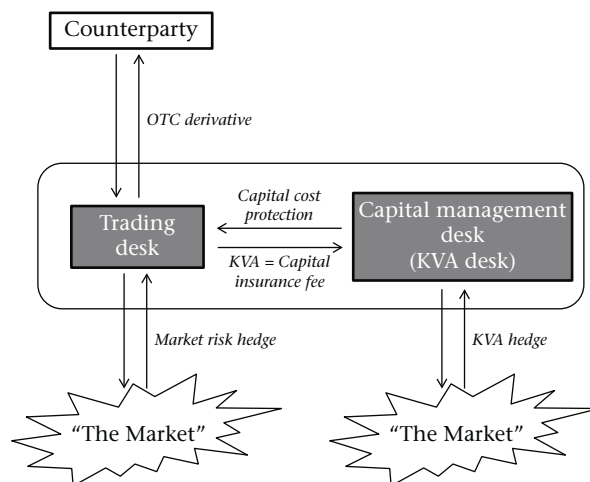 Counterparty
OTC derivative
Trading
desk
Capital cost
protection
KVA = Capital
insurance fee
Capital management
desk
(KVA desk)
Market risk hedge
KVA hedge
“The Market”
“The Market”